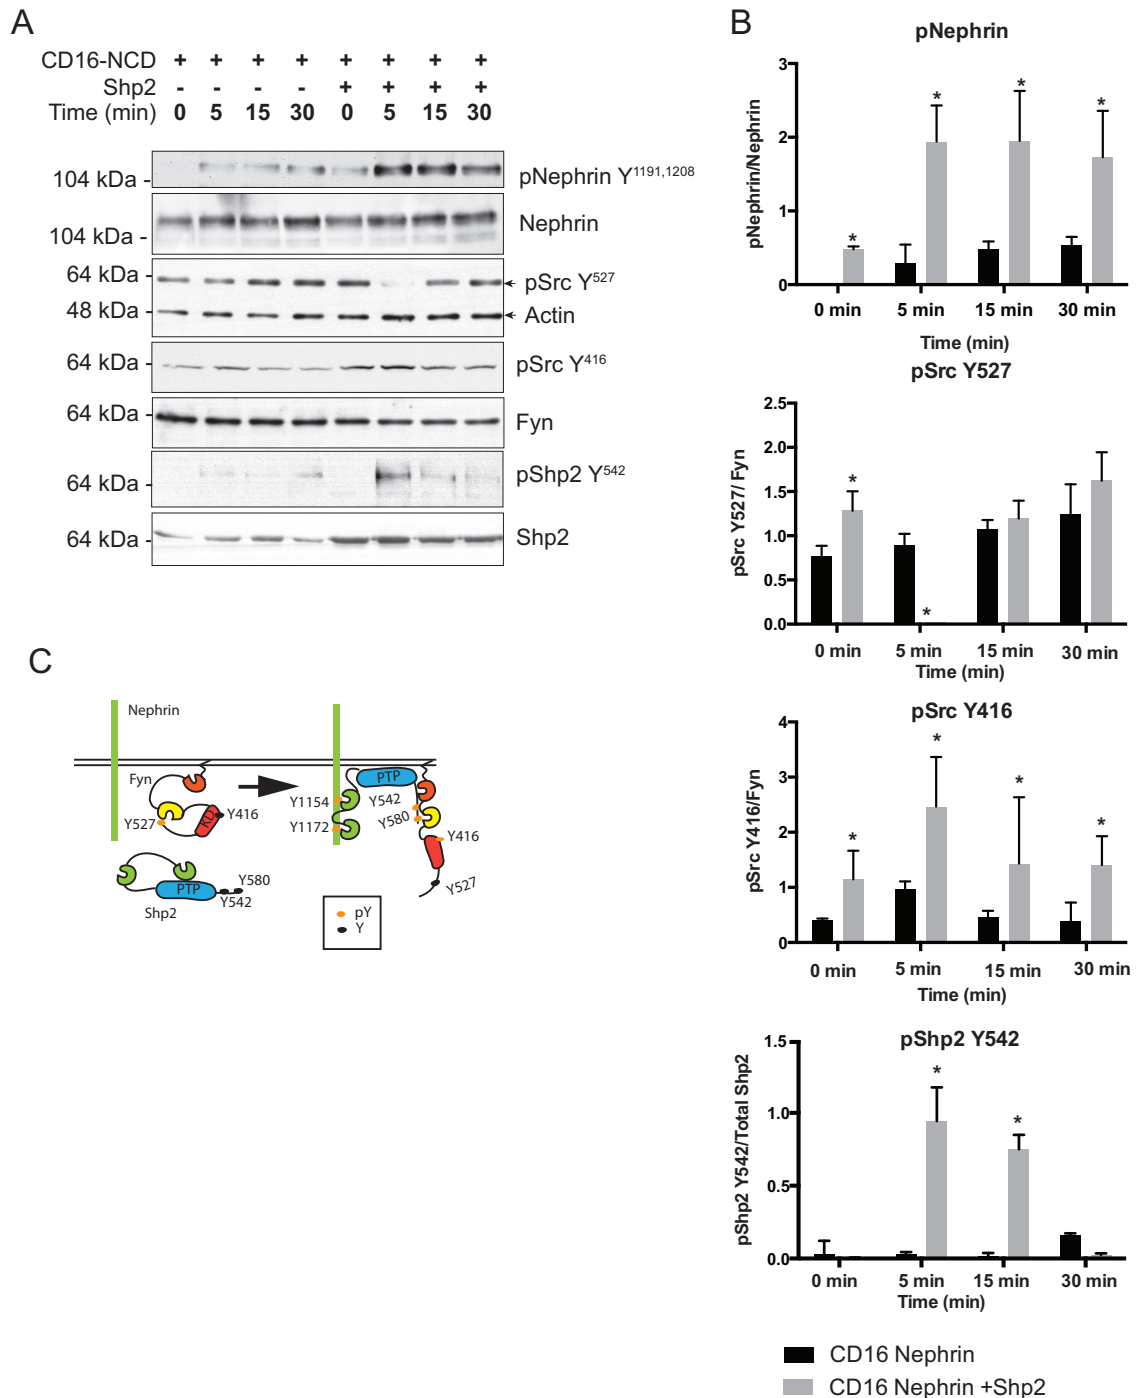 A
CD16-NCD + + + + + + + +
Shp2 - - - - + + + +
Time (min) 0 5 15 30 0 5 15 30
104 kDa - pNephrin Y1191,1208
Nephrin
104 kDa -
64 kDa - pSrc Y527
48 kDa - Actin
64 kDa - pSrc Y416
64 kDa - Fyn
64 kDa - pShp2 Y542
64 kDa - Shp2
B
pNephrin
pNephrin/Nephrin
3
2
1
0
* * * *
0 min 5 min 15 min 30 min
Time (min)
pSrc Y527
pSrc Y527/ Fyn
2.5
2.0
1.5
1.0
0.5
0.0
* *
0 min 5 min 15 min 30 min
Time (min)
pSrc Y416
pSrc Y416/Fyn
4
3
2
1
0
* * * *
0 min 5 min 15 min 30 min
Time (min)
pShp2 Y542
pShp2 Y542/Total Shp2
1.5
1.0
0.5
0.0
* *
0 min 5 min 15 min 30 min
Time (min)
CD16 Nephrin
CD16 Nephrin +Shp2
C
Nephrin
Fyn
Y527
KD
Y416
PTP
Y580
Y542
Shp2
Y1154
Y1172
PTP
Y542
Y580
Y416
Y527
pY
Y